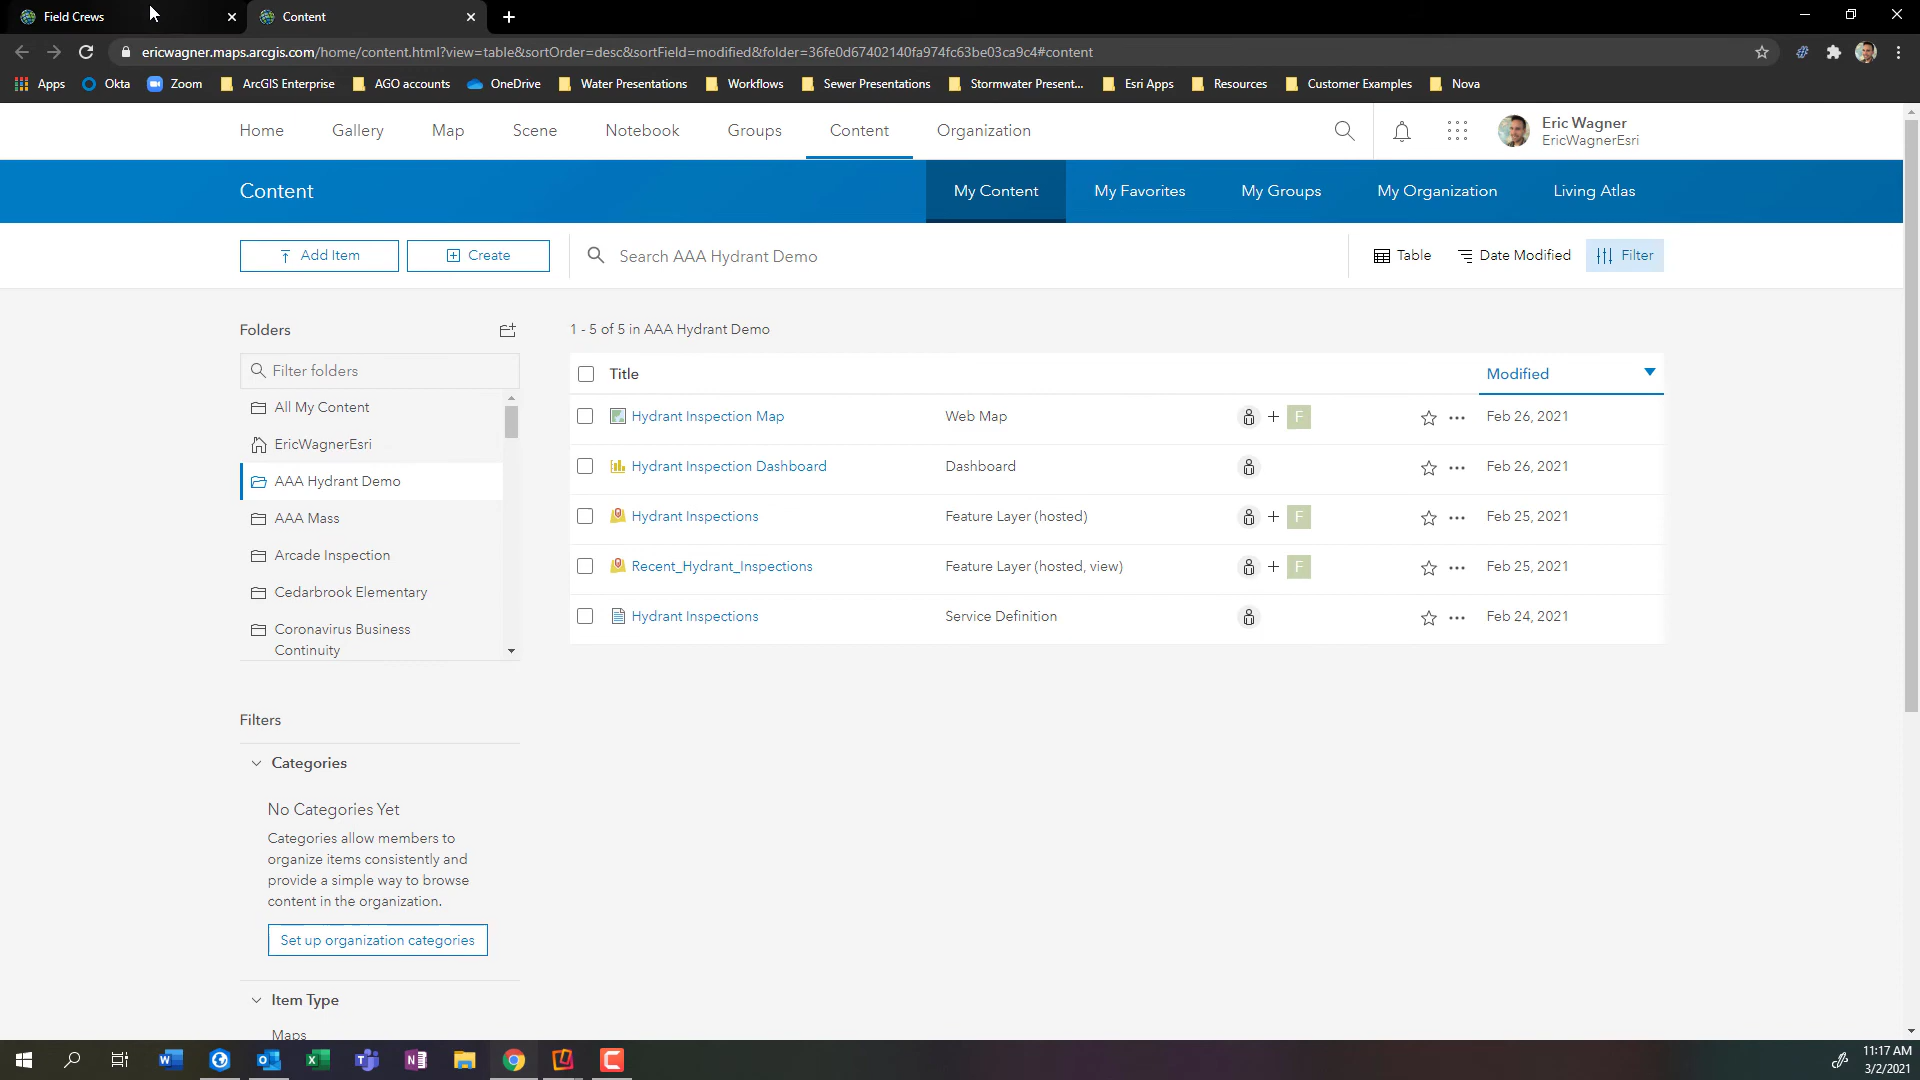 Field Crews
Content
ericwagner.maps.arcgis.com/home/content.html?view=table&sortOrder=desc&sortField=modified&folder=36fe0d67402140fa974fc63be03ca9c4#content
Apps Okta Zoom ArcGIS Enterprise AGO accounts OneDrive Water Presentations Workflows Sewer Presentations Stormwater Present... Esri Apps Resources Customer Examples Nova
Home Gallery Map Scene Notebook Groups Content Organization
Eric Wagner
EricWagnerEsri
Content
My Content My Favorites My Groups My Organization Living Atlas
Add Item Create Search AAA Hydrant Demo Table Date Modified Filter
Folders
Filter folders
All My Content
EricWagnerEsri
AAA Hydrant Demo
AAA Mass
Arcade Inspection
Cedarbrook Elementary
Coronavirus Business
Continuity
1 - 5 of 5 in AAA Hydrant Demo
Title Modified
Hydrant Inspection Map Web Map F Feb 26, 2021
Hydrant Inspection Dashboard Dashboard Feb 26, 2021
Hydrant Inspections Feature Layer (hosted) F Feb 25, 2021
Recent_Hydrant_Inspections Feature Layer (hosted, view) F Feb 25, 2021
Hydrant Inspections Service Definition Feb 24, 2021
Filters
Categories
No Categories Yet
Categories allow members to
organize items consistently and
provide a simple way to browse
content in the organization.
Set up organization categories
Item Type
Maps
11:17 AM
3/2/2021